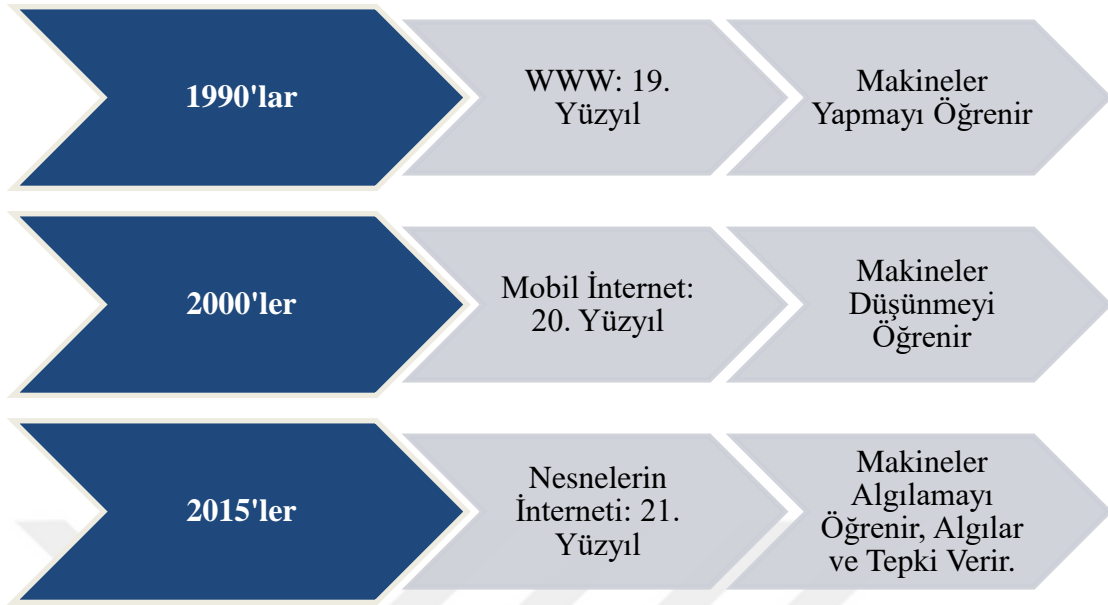 1990'lar
WWW: 19.
Yüzyıl
Makineler
Yapmayı Öğrenir
2000'ler
Mobil İnternet:
20. Yüzyıl
Makineler
Düşünmeyi
Öğrenir
2015'ler
Nesnelerin
İnterneti: 21.
Yüzyıl
Makineler
Algılamayı
Öğrenir, Algılar
ve Tepki Verir.